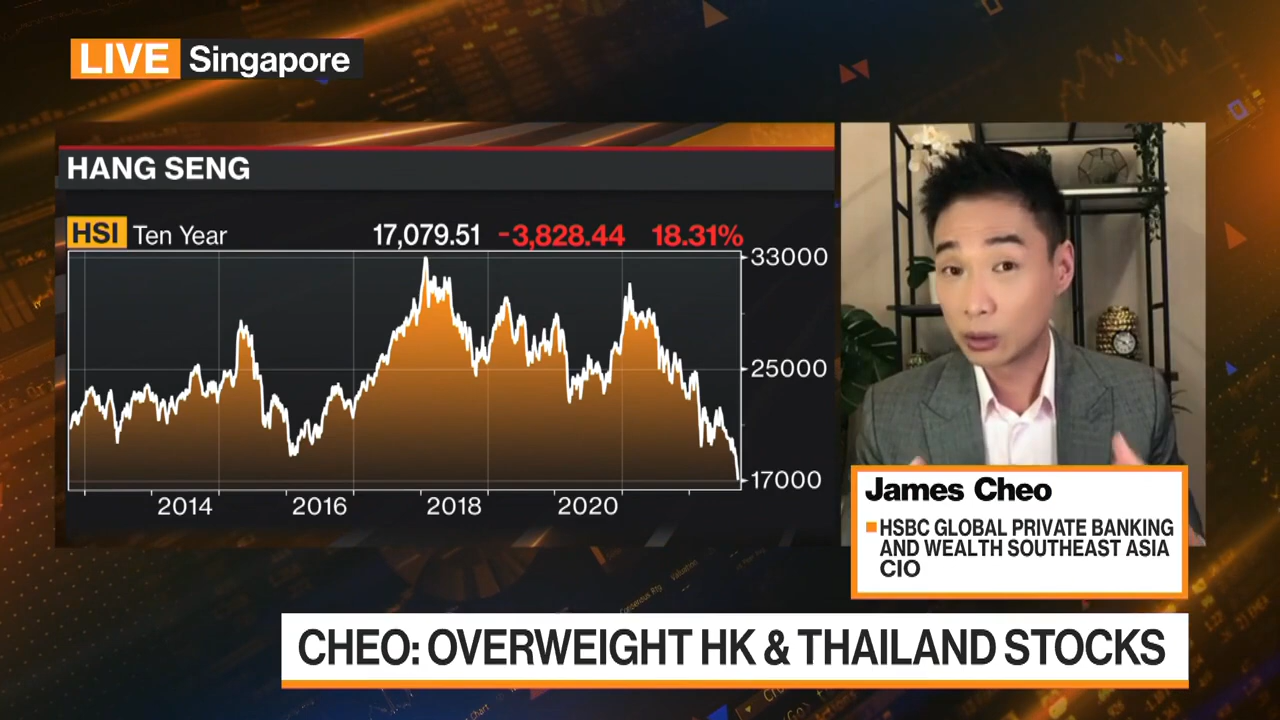 LIVE Singapore
HANG SENG
HSI Ten Year 17,079.51 -3,828.44 18.31%
33000
25000
17000
2014 2016 2018 2020
James Cheo
HSBC GLOBAL PRIVATE BANKING
AND WEALTH SOUTHEAST ASIA
CIO
CHEO: OVERWEIGHT HK & THAILAND STOCKS